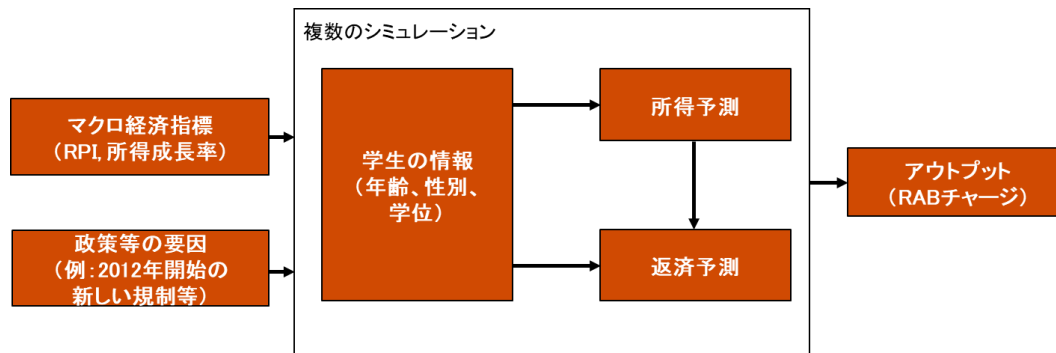 複数のシミュレーション
マクロ経済指標
（RPI, 所得成長率）
政策等の要因
（例：2012年開始の
新しい規制等）
学生の情報
（年齢、性別、
学位）
所得予測
返済予測
アウトプット
（RABチャージ）